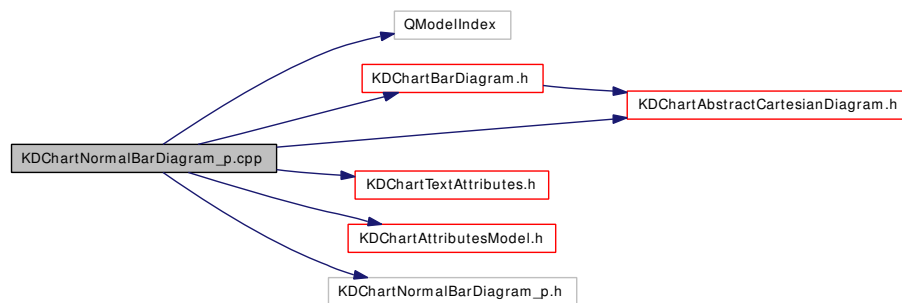 QModelIndex
KDChartBarDiagram.h
KDChartAbstractCartesianDiagram.h
KDChartNormalBarDiagram_p.cpp
KDChartTextAttributes.h
KDChartAttributesModel.h
KDChartNormalBarDiagram_p.h